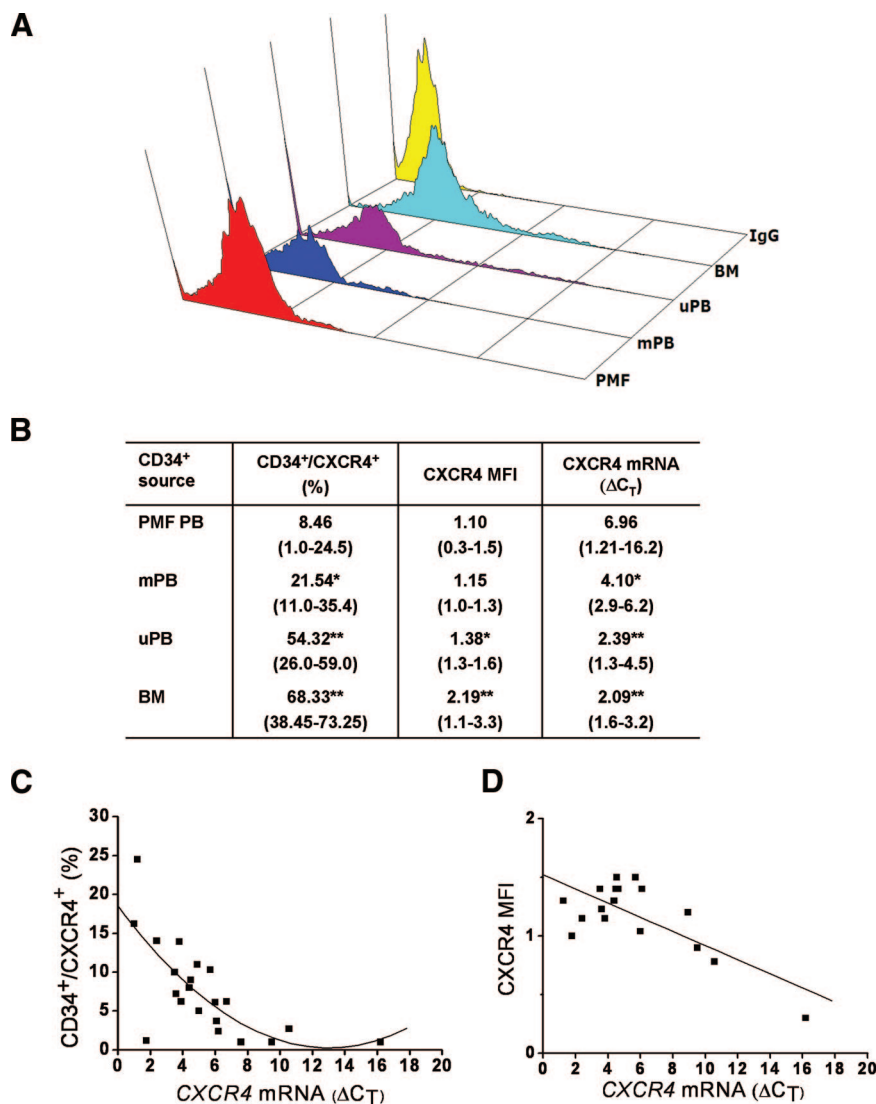 A
IgG
BM
uPB
mPB
PMF
B
CD34+ source CD34+/CXCR4+ (%) CXCR4 MFI CXCR4 mRNA (ΔCT)
PMF PB 8.46 1.10 6.96
(1.0-24.5) (0.3-1.5) (1.21-16.2)
mPB 21.54* 1.15 4.10*
(11.0-35.4) (1.0-1.3) (2.9-6.2)
uPB 54.32** 1.38* 2.39**
(26.0-59.0) (1.3-1.6) (1.3-4.5)
BM 68.33** 2.19** 2.09**
(38.45-73.25) (1.1-3.3) (1.6-3.2)
C
CD34+/CXCR4+ (%)
30
25
20
15
10
5
0
0 2 4 6 8 10 12 14 16 18 20
CXCR4 mRNA (ΔCT)
D
CXCR4 MFI
2
1
0
0 2 4 6 8 10 12 14 16 18 20
CXCR4 mRNA (ΔCT)